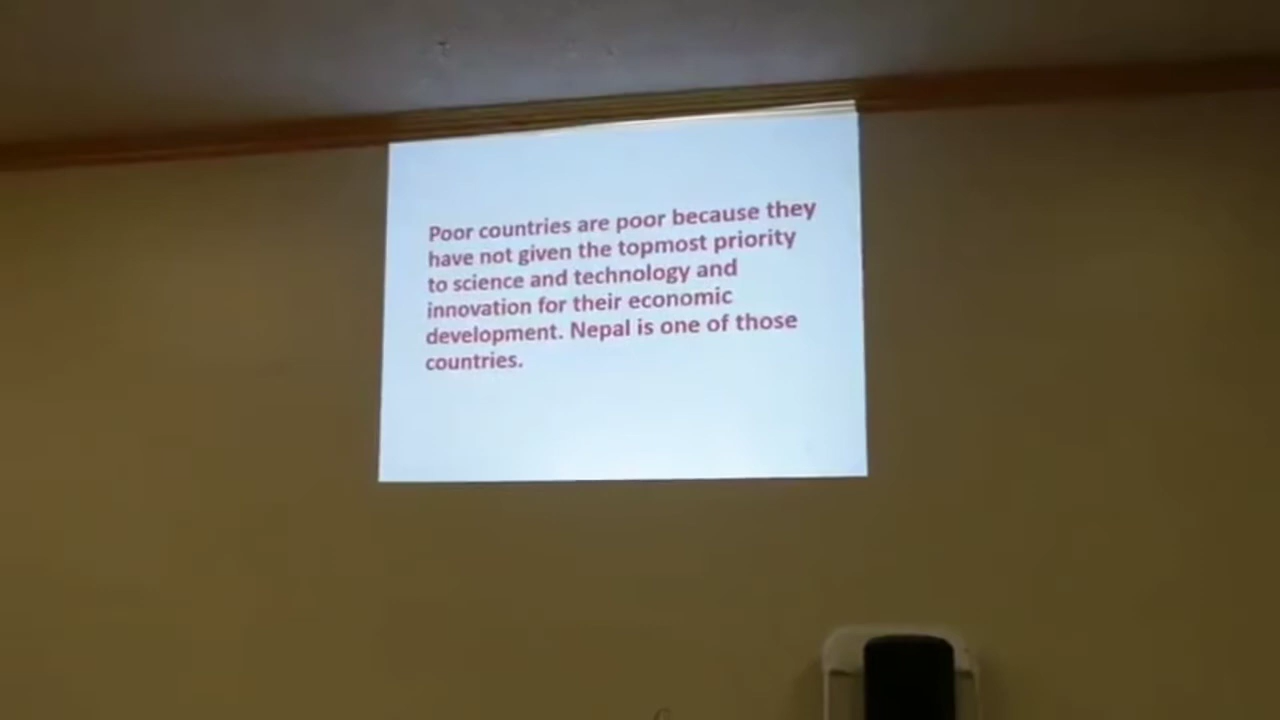 Poor countries are poor because they
have not given the topmost priority
to science and technology and
innovation for their economic
development. Nepal is one of those
countries.